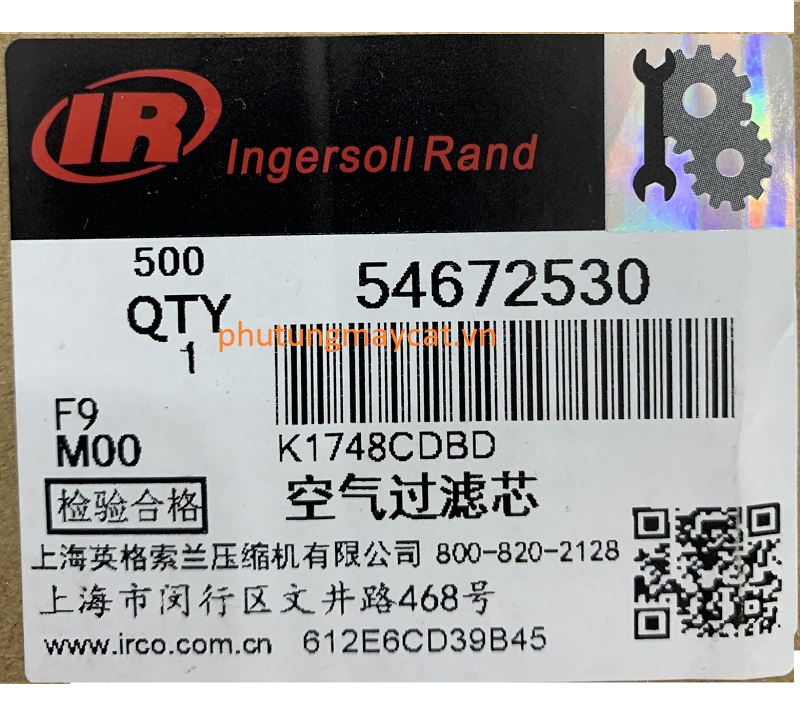 IR
Ingersoll Rand
500
54672530
QTY
phutungmaycat.vn
1
F9
K1748CDBD
M00
空气过滤芯
检验合格
上海英格索兰压缩机有限公司 800-820-2128
上海市闵行区文井路468号
www.irco.com.cn 612E6CD39B45